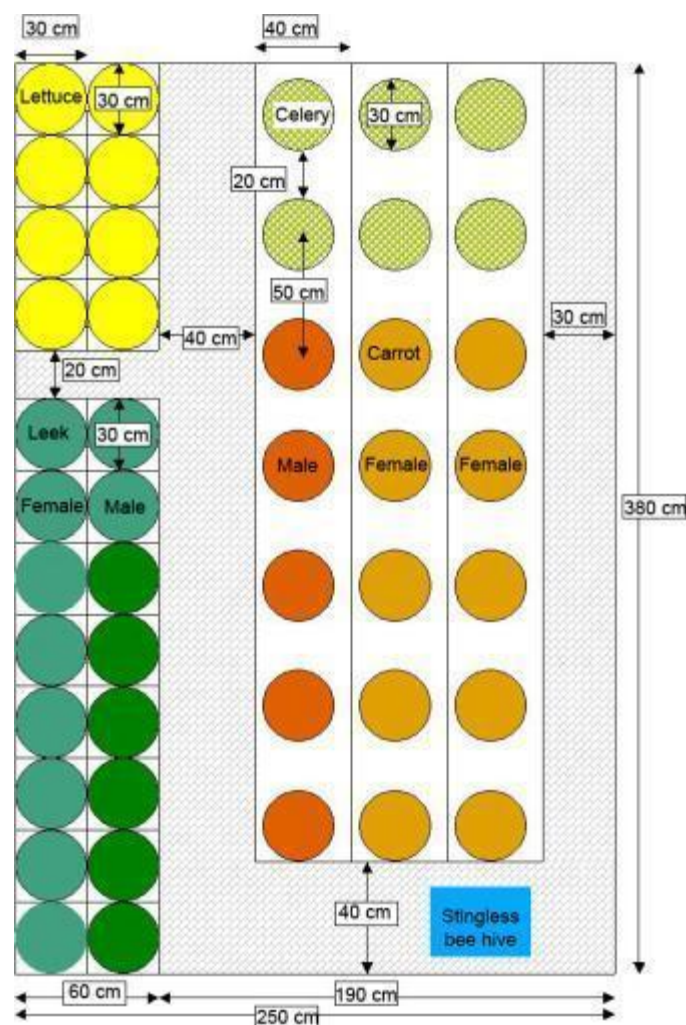 30 cm
40 cm
Lettuce
30 cm
Celery
30 cm
20 cm
50 cm
40 cm
30 cm
Carrot
20 cm
Leek
30 cm
Male
Female
Female
Female
Male
380 cm
40 cm
Stingless
bee hive
60 cm
190 cm
250 cm